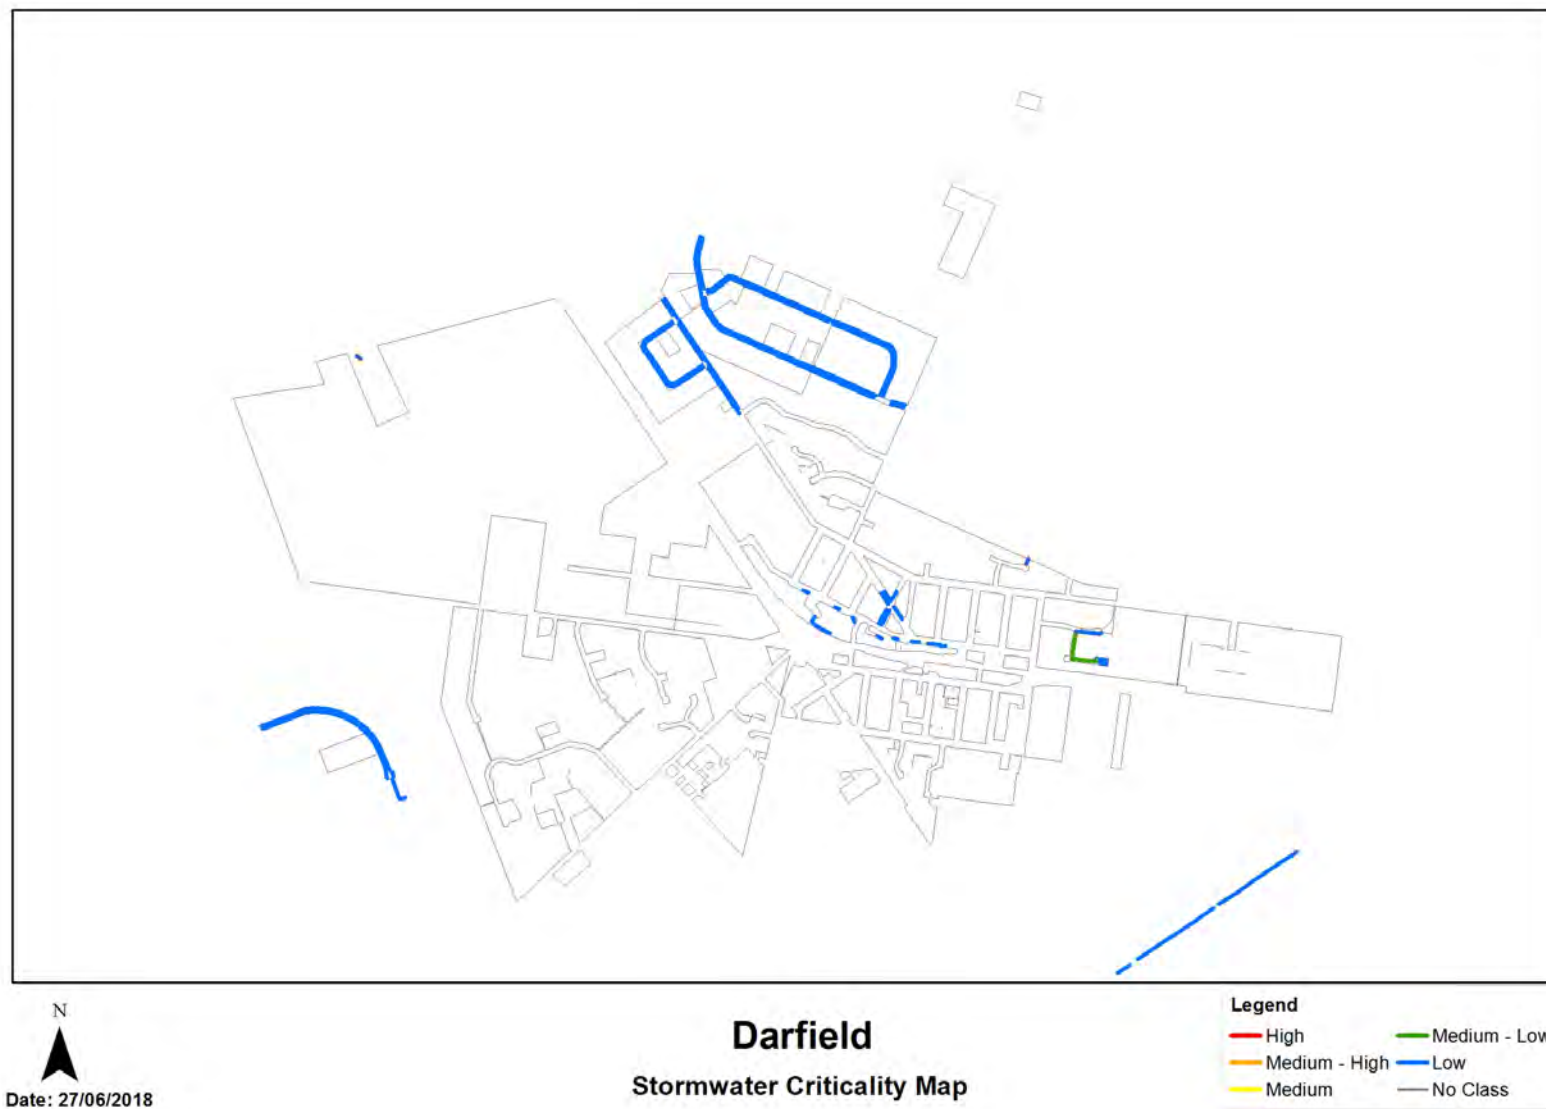 N
Date: 27/06/2018
Darfield
Stormwater Criticality Map
Legend
High
Medium - High
Medium
Medium - Low
Low
No Class